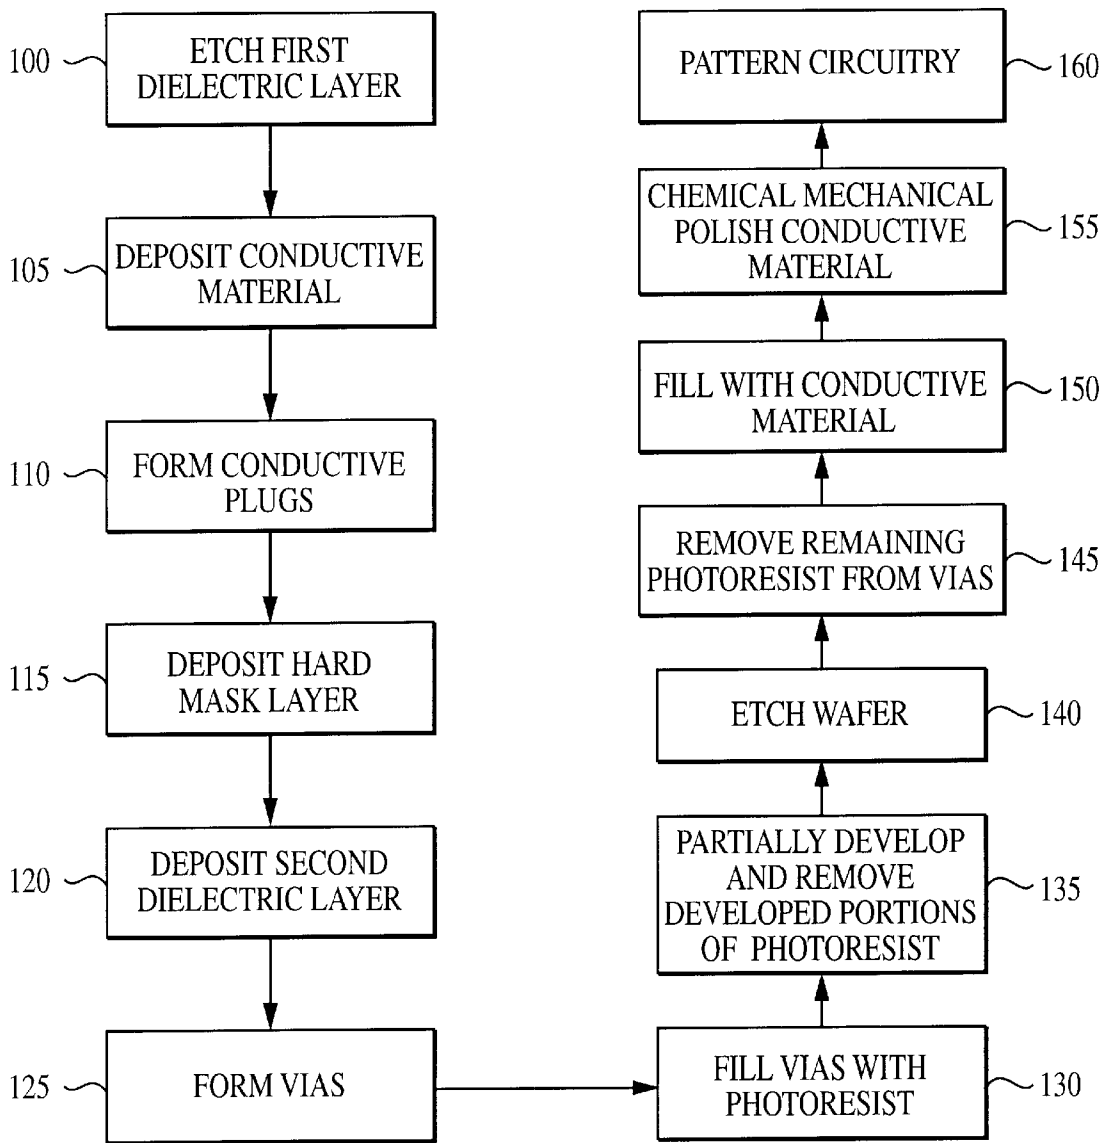 100
ETCH FIRST
DIELECTRIC LAYER
105
DEPOSIT CONDUCTIVE
MATERIAL
110
FORM CONDUCTIVE
PLUGS
115
DEPOSIT HARD
MASK LAYER
120
DEPOSIT SECOND
DIELECTRIC LAYER
125
FORM VIAS
FILL VIAS WITH
PHOTORESIST
130
PARTIALLY DEVELOP
AND REMOVE
DEVELOPED PORTIONS
OF PHOTORESIST
135
ETCH WAFER
140
REMOVE REMAINING
PHOTORESIST FROM VIAS
145
FILL WITH CONDUCTIVE
MATERIAL
150
CHEMICAL MECHANICAL
POLISH CONDUCTIVE
MATERIAL
155
PATTERN CIRCUITRY
160